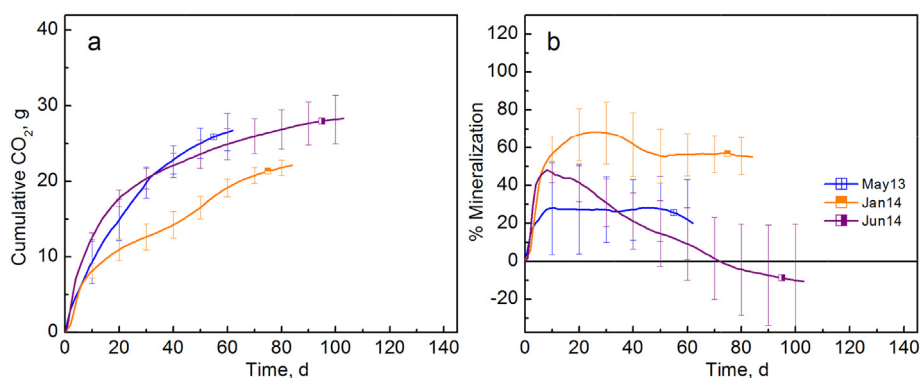 a
Cumulative CO₂, g
40
30
20
10
0
0 20 40 60 80 100 120 140
Time, d
b
% Mineralization
120
100
80
60
40
20
0
-20
0 20 40 60 80 100 120 140
Time, d
May13
Jan14
Jun14